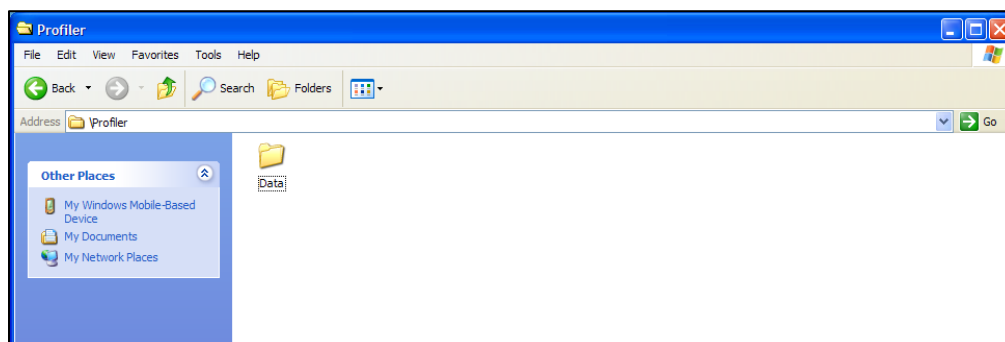 Profiler
File Edit View Favorites Tools Help
Back Search Folders
Address \Profiler Go
Other Places
My Windows Mobile-Based
Device
My Documents
My Network Places
Data